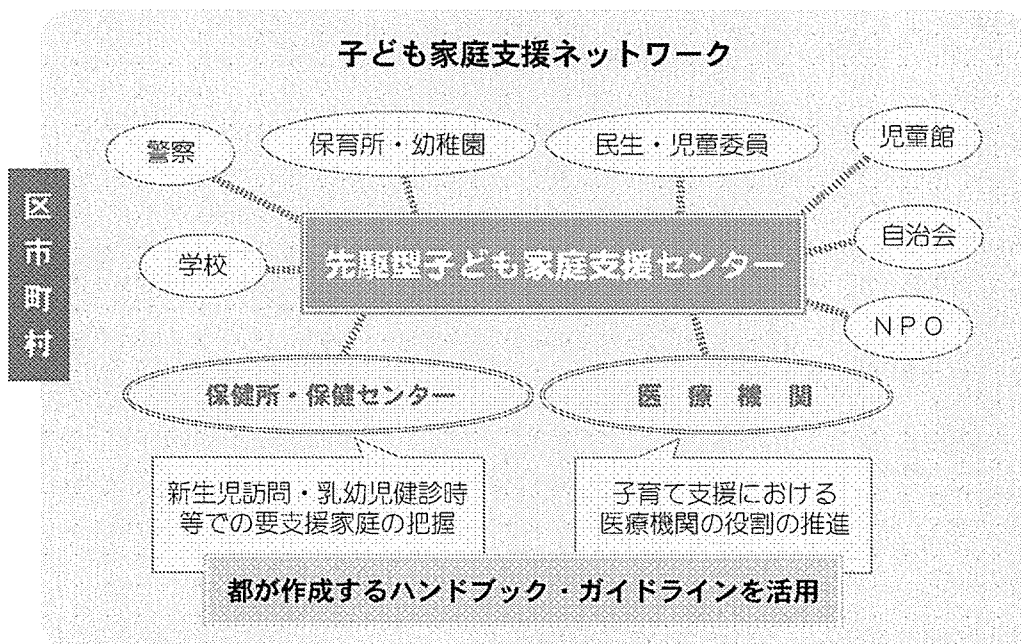 子ども家庭支援ネットワーク
警察
保育所・幼稚園
民生・児童委員
児童館
区市町村
学校
先駆型子ども家庭支援センター
自治会
ＮＰＯ
保健所・保健センター
医療機関
新生児訪問・乳幼児健診時
等での要支援家庭の把握
子育て支援における
医療機関の役割の推進
都が作成するハンドブック・ガイドラインを活用